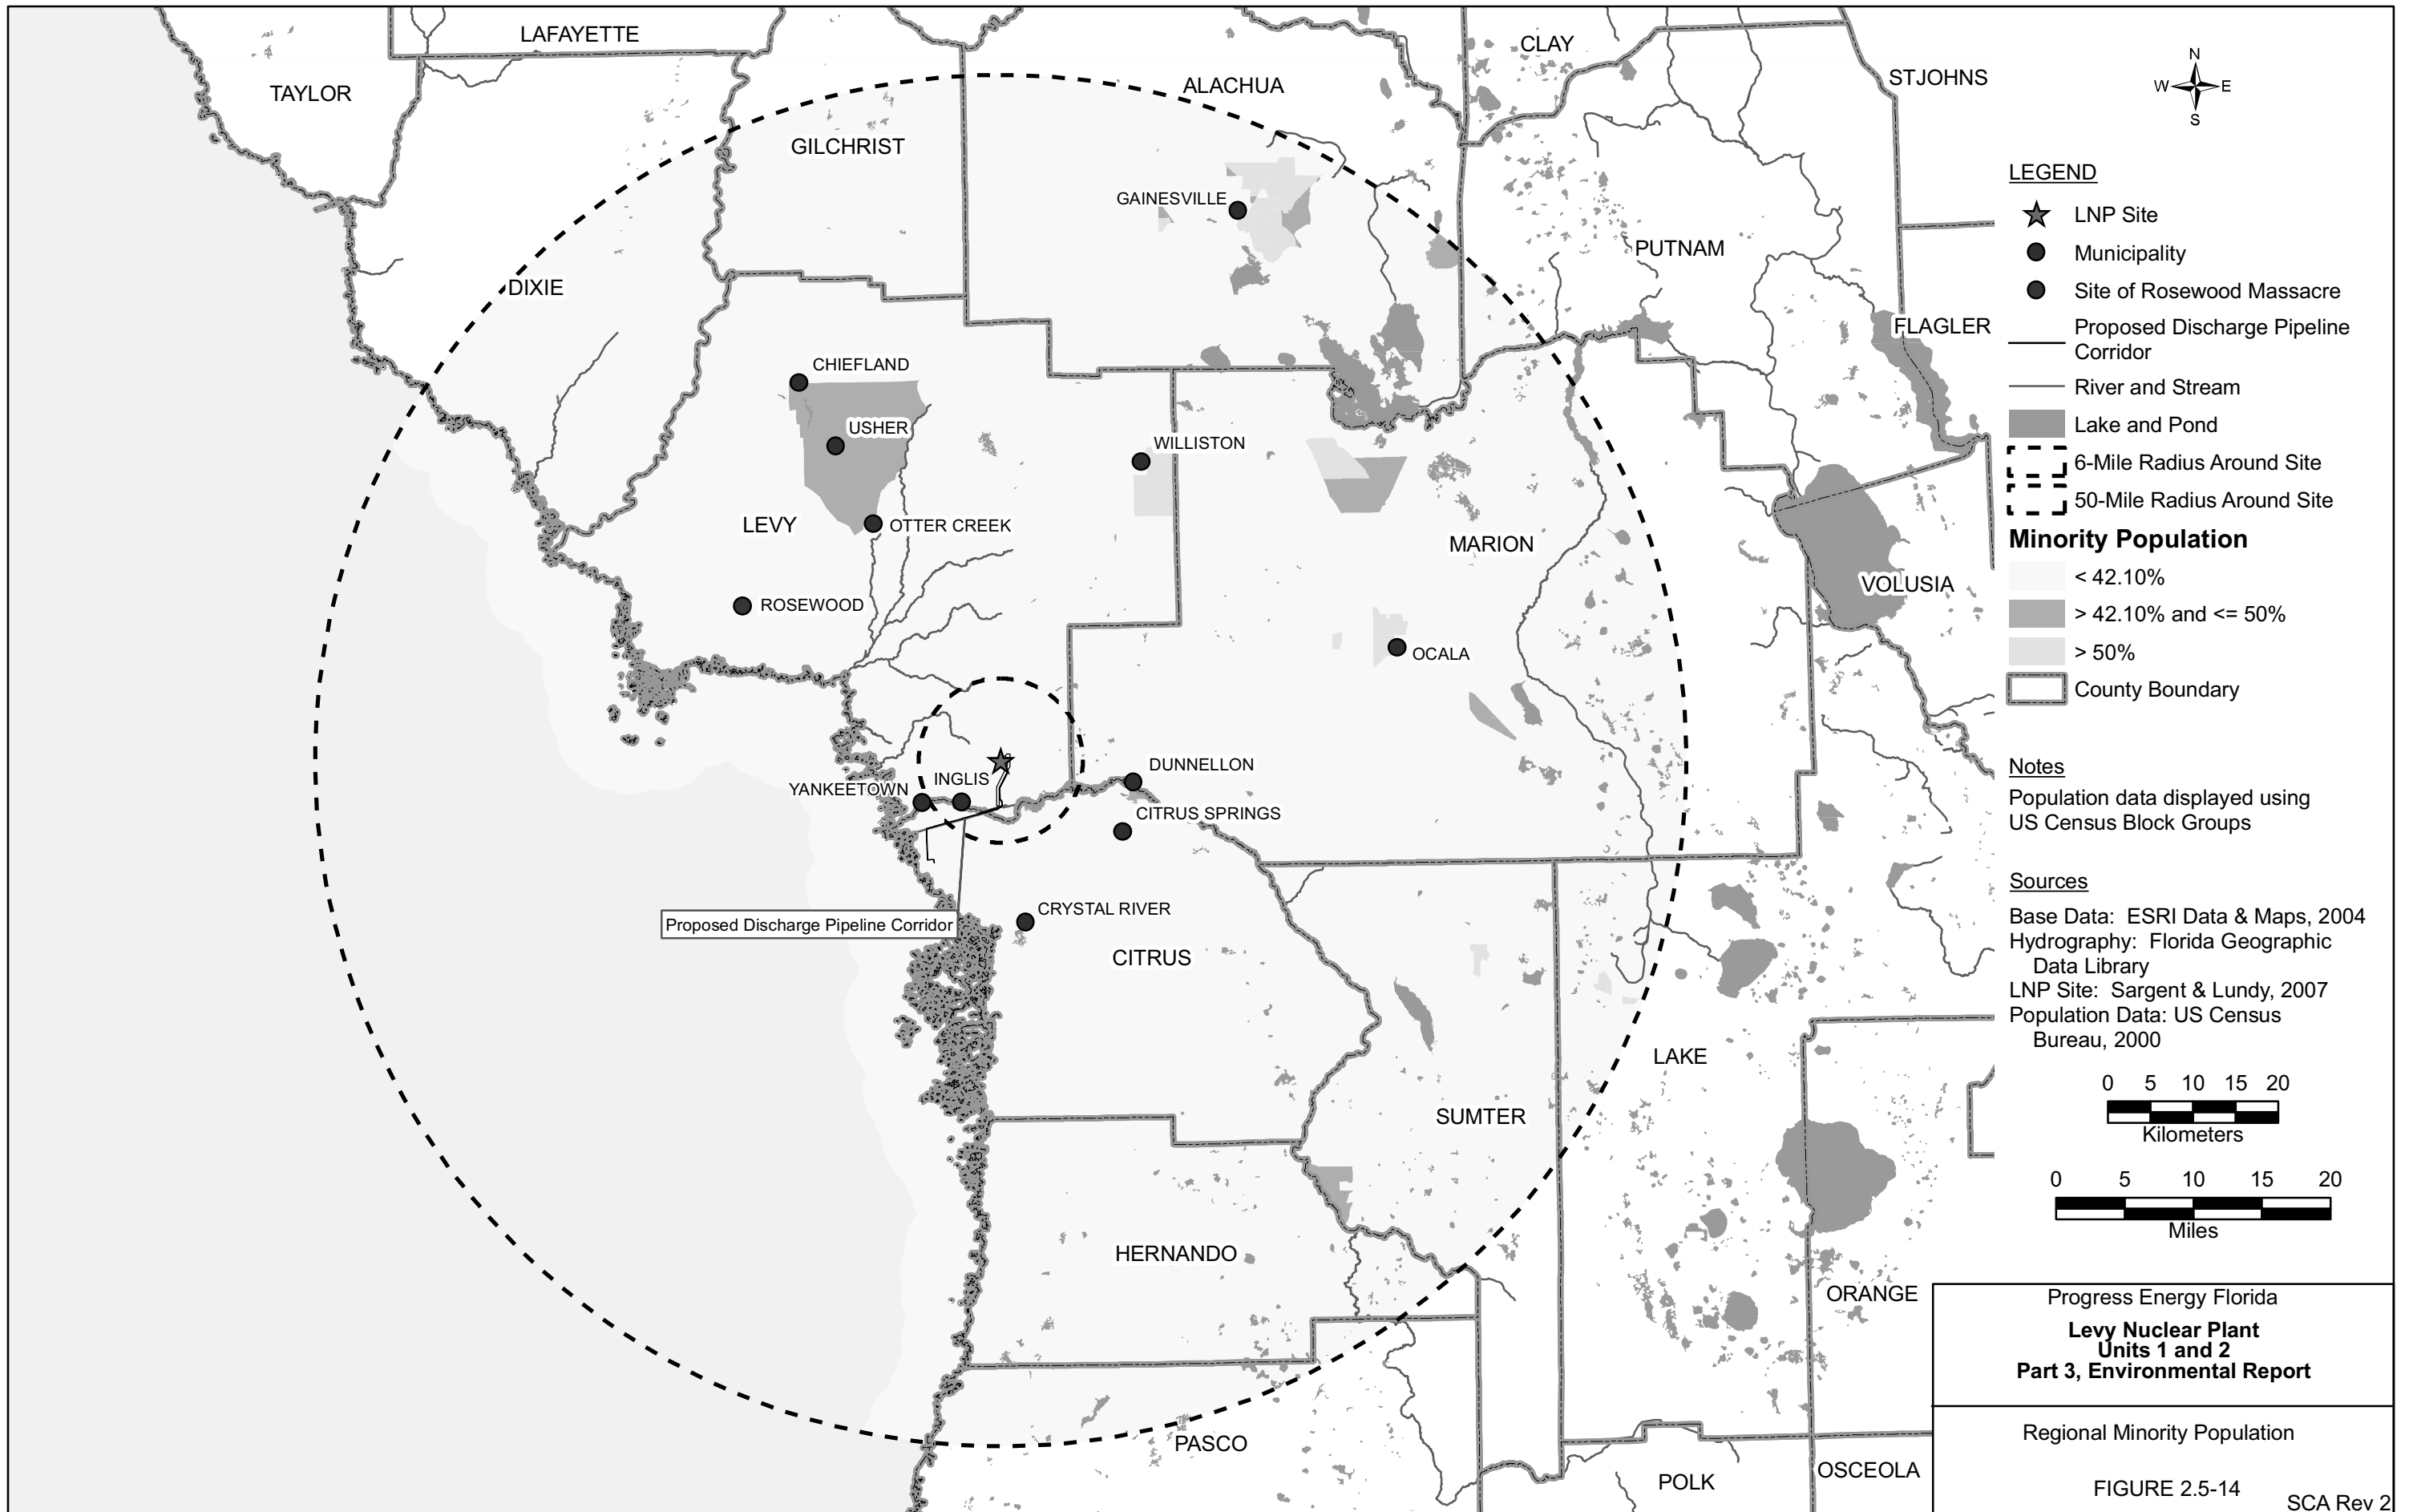 LAFAYETTE
TAYLOR
CLAY
ALACHUA
STJOHNS
GILCHRIST
GAINESVILLE
PUTNAM
DIXIE
FLAGLER
CHIEFLAND
USHER
WILLISTON
LEVY
OTTER CREEK
MARION
VOLUSIA
ROSEWOOD
OCALA
DUNNELLON
INGLIS
YANKEETOWN
CITRUS SPRINGS
CRYSTAL RIVER
Proposed Discharge Pipeline Corridor
CITRUS
LAKE
SUMTER
HERNANDO
ORANGE
PASCO
POLK
OSCEOLA
N
W
E
S
LEGEND
LNP Site
Municipality
Site of Rosewood Massacre
Proposed Discharge Pipeline
Corridor
River and Stream
Lake and Pond
6-Mile Radius Around Site
50-Mile Radius Around Site
Minority Population
< 42.10%
> 42.10% and <= 50%
> 50%
County Boundary
Notes
Population data displayed using
US Census Block Groups
Sources
Base Data: ESRI Data & Maps, 2004
Hydrography: Florida Geographic
Data Library
LNP Site: Sargent & Lundy, 2007
Population Data: US Census
Bureau, 2000
0 5 10 15 20
Kilometers
0 5 10 15 20
Miles
Progress Energy Florida
Levy Nuclear Plant
Units 1 and 2
Part 3, Environmental Report
Regional Minority Population
FIGURE 2.5-14
SCA Rev 2